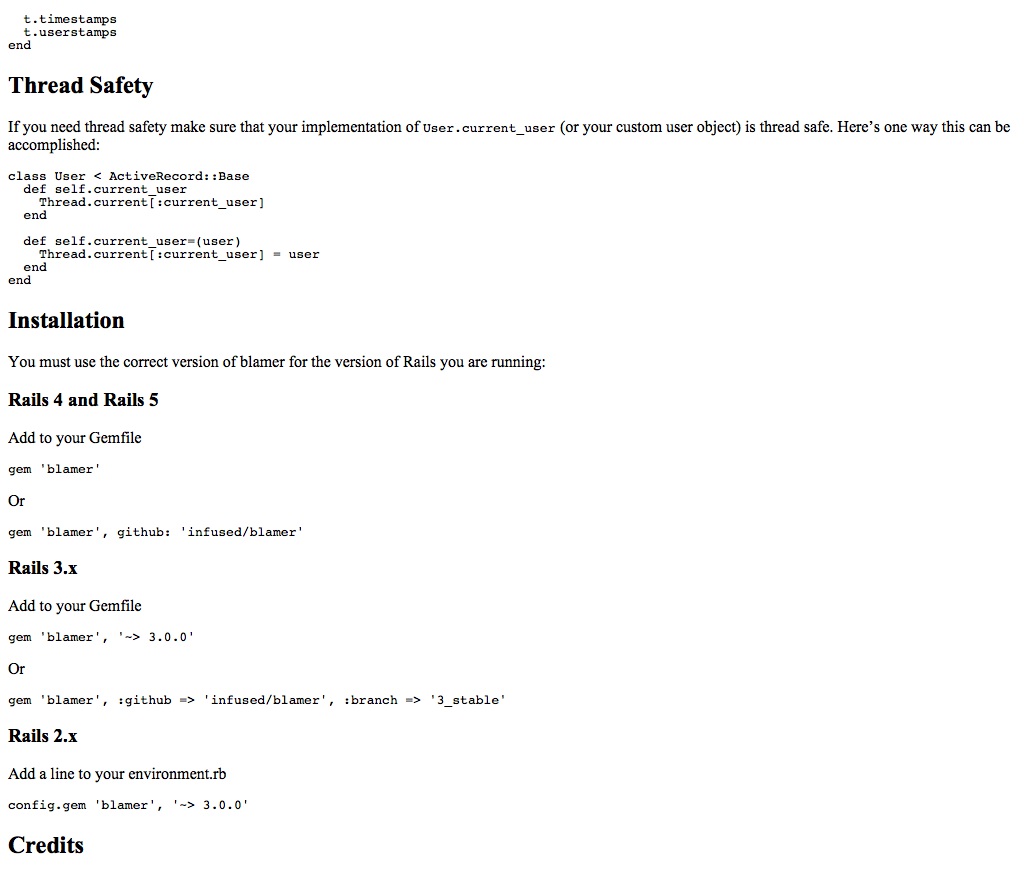 t.timestamps
t.userstamps
end
Thread Safety
If you need thread safety make sure that your implementation of User.current_user (or your custom user object) is thread safe. Here’s one way this can be
accomplished:
class User < ActiveRecord::Base
  def self.current_user
    Thread.current[:current_user]
  end
  def self.current_user=(user)
    Thread.current[:current_user] = user
  end
end
Installation
You must use the correct version of blamer for the version of Rails you are running:
Rails 4 and Rails 5
Add to your Gemfile
gem 'blamer'
Or
gem 'blamer', github: 'infused/blamer'
Rails 3.x
Add to your Gemfile
gem 'blamer', '~> 3.0.0'
Or
gem 'blamer', :github => 'infused/blamer', :branch => '3_stable'
Rails 2.x
Add a line to your environment.rb
config.gem 'blamer', '~> 3.0.0'
Credits